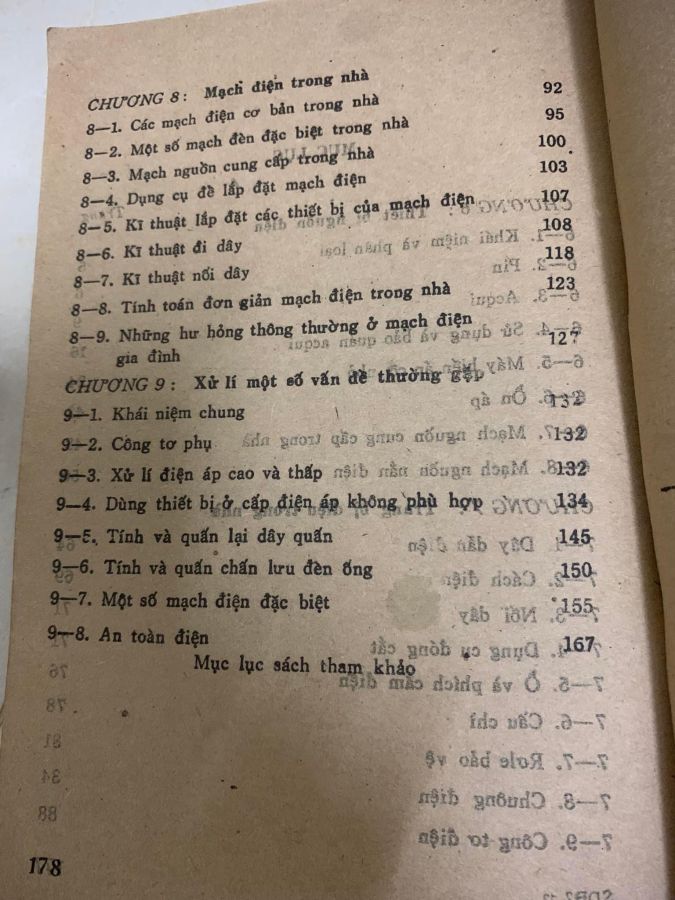 CHƯƠNG 8: Mạch điện trong nhà
8—1. Các mạch điện cơ bản trong nhà 92
8—2. Một số mạch đèn đặc biệt trong nhà 95
8—3. Mạch nguồn cung cấp trong nhà 100
8—4. Dụng cụ để lắp đặt mạch điện 103
8—5. Kĩ thuật lắp đặt các thiết bị của mạch điện 107
8—6. Kĩ thuật đi dây 108
8—7. Kĩ thuật nối dây 118
8—8. Tính toán đơn giản mạch điện trong nhà 123
8—9. Những hư hỏng thông thường ở mạch điện
gia đình 127
CHƯƠNG 9: Xử lí một số vấn đề thường gặp
9—1. Khái niệm chung 132
9—2. Công tơ phụ 132
9—3. Xử lí điện áp cao và thấp 132
9—4. Dùng thiết bị ở cấp điện áp không phù hợp 134
9—5. Tính và quấn lại dây quấn 145
9—6. Tính và quấn chấn lưu đèn ống 150
9—7. Một số mạch điện đặc biệt 155
9—8. An toàn điện 167
Mục lục sách tham khảo
178